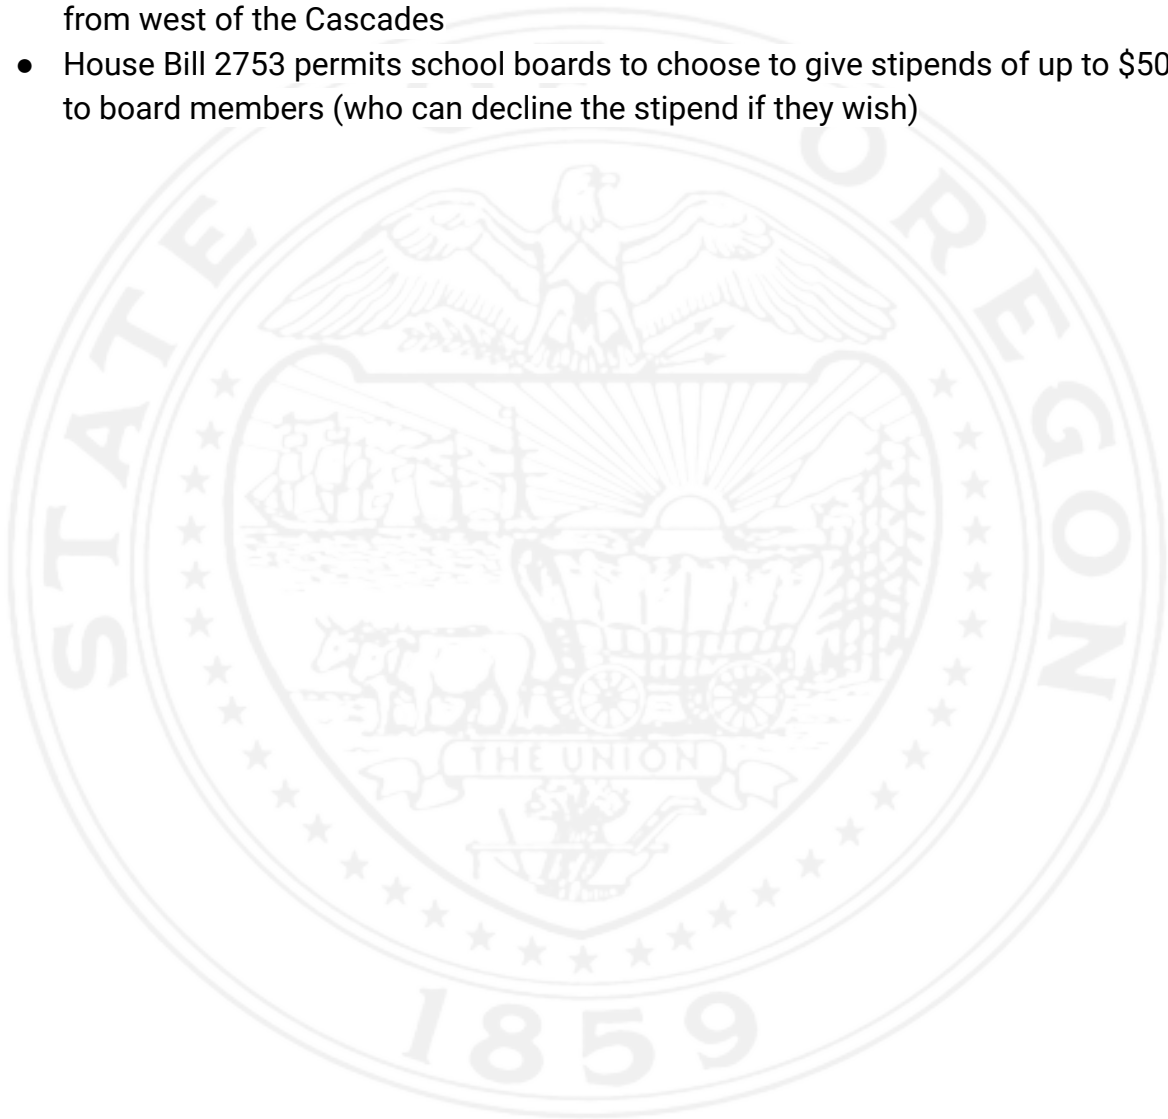 from west of the Cascades
● House Bill 2753 permits school boards to choose to give stipends of up to $50
to board members (who can decline the stipend if they wish)
STATE OREGON
THE UNION
1859